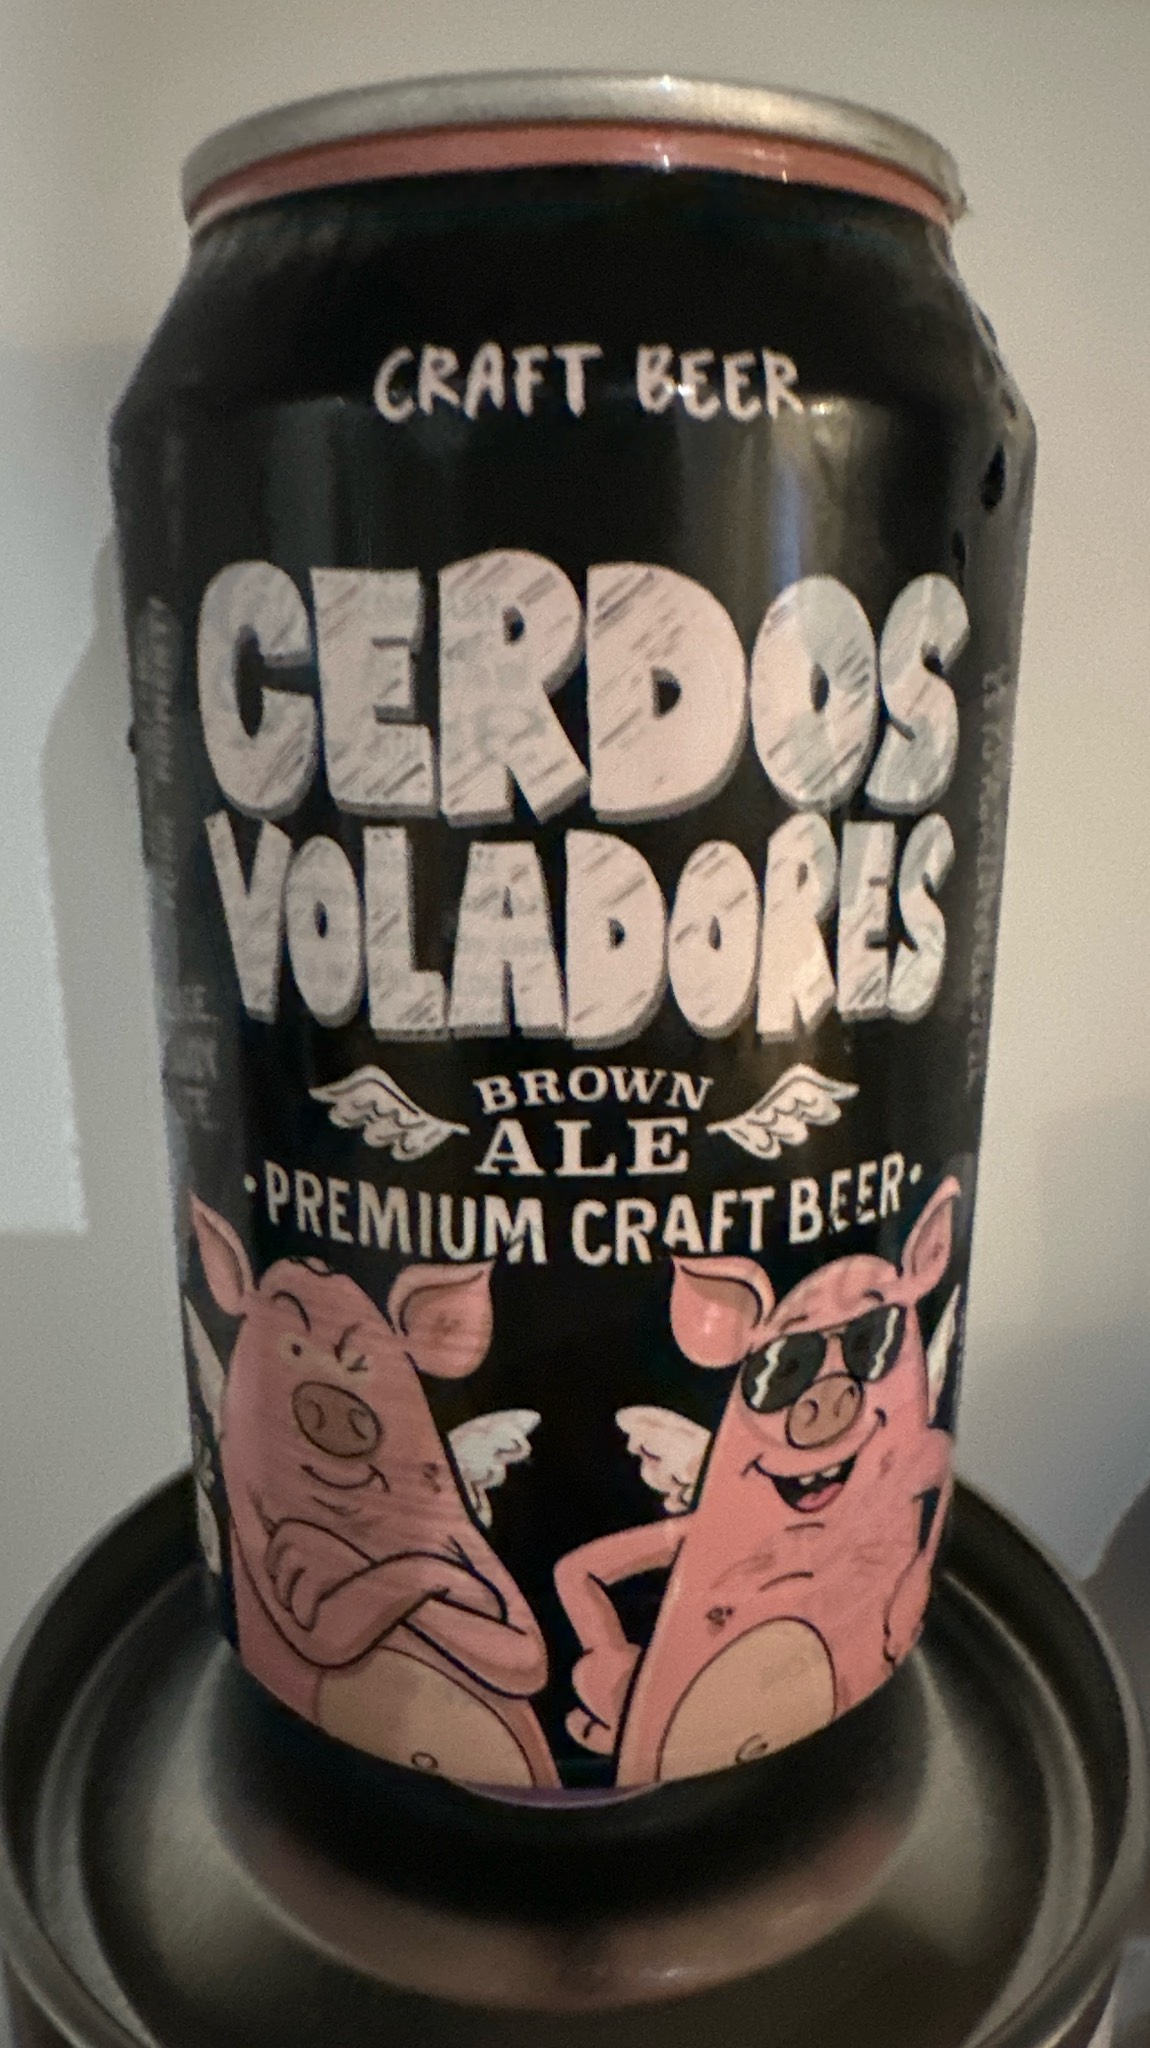 CRAFT BEER
CERDOS
VOLADORES
BROWN
ALE
·PREMIUM CRAFT BEER·